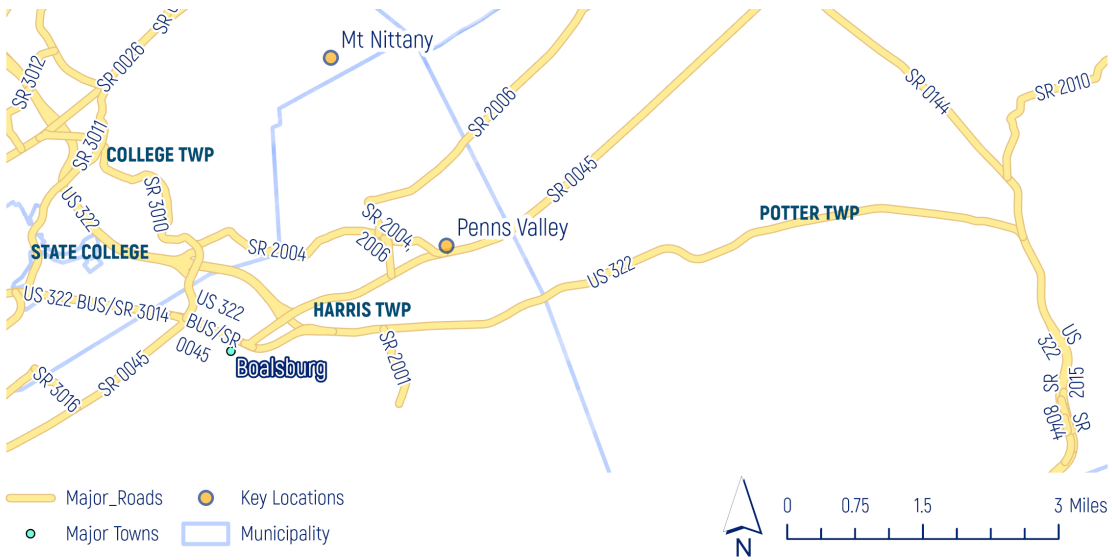 SR 0026
Mt Nittany
SR 3012
SR 0144
SR 2010
SR 2006
SR 3011
COLLEGE TWP
SR 0045
SR 3010
US 322
POTTER TWP
SR 2004
2006
Penns Valley
STATE COLLEGE
SR 2004
US 322
US 322 BUS/SR 3014
US 322
BUS/SR
0045
HARRIS TWP
Boalsburg
SR 2001
SR 0045
SR 3016
US
322
SR
2015
SR
8044
Major_Roads
Key Locations
Major Towns
Municipality
N
0 0.75 1.5 3 Miles